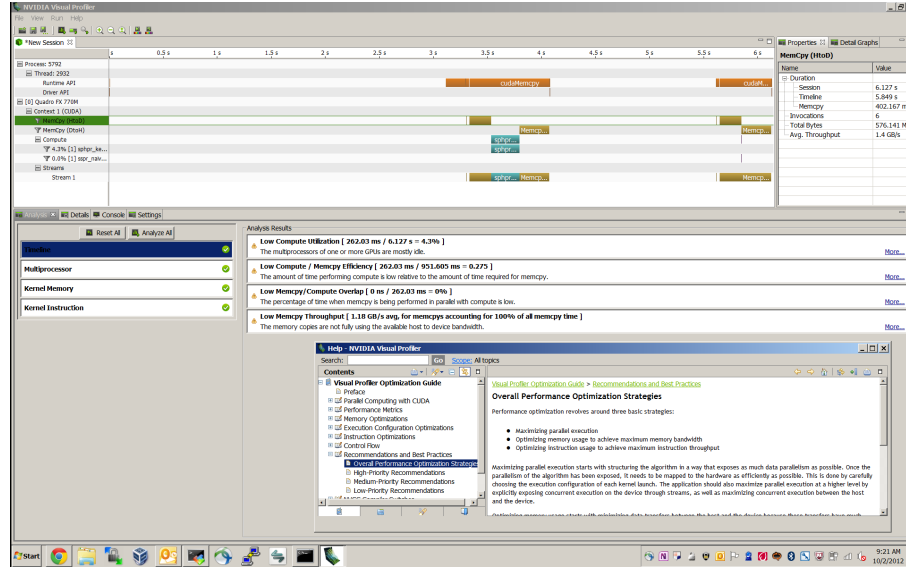 NVIDIA Visual Profiler
File View Run Help
*New Session
s 0.5 s 1 s 1.5 s 2 s 2.5 s 3 s 3.5 s 4 s 4.5 s 5 s 5.5 s 6 s
Process: 5792
Thread: 2932
Runtime API cudaMemcpy cudaM...
Driver API
[0] Quadro FX 770M
Context 1 (CUDA)
MemCpy (HtoD)
MemCpy (DtoH) Memcp... Memcp...
Compute sphpr...
4.3% [1] sphpr_ke... sphpr...
0.0% [1] sspr_naiv...
Streams
Stream 1 sphpr... Memcp... Memcp...
Properties Detail Graphs
MemCpy (HtoD)
Name Value
Duration
Session 6.127 s
Timeline 5.849 s
Memcpy 402.167 m
Invocations 6
Total Bytes 576.141 M
Avg. Throughput 1.4 GB/s
Analysis Details Console Settings
Reset All Analyze All
Timeline
Multiprocessor
Kernel Memory
Kernel Instruction
Analysis Results
Low Compute Utilization [ 262.03 ms / 6.127 s = 4.3% ]
The multiprocessors of one or more GPUs are mostly idle. More...
Low Compute / Memcpy Efficiency [ 262.03 ms / 951.605 ms = 0.275 ]
The amount of time performing compute is low relative to the amount of time required for memcpy. More...
Low Memcpy/Compute Overlap [ 0 ns / 262.03 ms = 0% ]
The percentage of time when memcpy is being performed in parallel with compute is low. More...
Low Memcpy Throughput [ 1.18 GB/s avg, for memcpys accounting for 100% of all memcpy time ]
The memory copies are not fully using the available host to device bandwidth. More...
Help - NVIDIA Visual Profiler
Search: Go Scope: All topics
Contents
Visual Profiler Optimization Guide
Preface
Parallel Computing with CUDA
Performance Metrics
Memory Optimizations
Execution Configuration Optimizations
Instruction Optimizations
Control Flow
Recommendations and Best Practices
Overall Performance Optimization Strategies
High-Priority Recommendations
Medium-Priority Recommendations
Low-Priority Recommendations
Visual Profiler Optimization Guide > Recommendations and Best Practices
Overall Performance Optimization Strategies
Performance optimization revolves around three basic strategies:
Maximizing parallel execution
Optimizing memory usage to achieve maximum memory bandwidth
Optimizing instruction usage to achieve maximum instruction throughput
Maximizing parallel execution starts with structuring the algorithm in a way that exposes as much data parallelism as possible. Once the
parallelism of the algorithm has been exposed, it needs to be mapped to the hardware as efficiently as possible. This is done by carefully
choosing the execution configuration of each kernel launch. The application should also maximize parallel execution at a higher level by
explicitly exposing concurrent execution on the device through streams, as well as maximizing concurrent execution between the host
and the device.
Start
9:21 AM
10/2/2012